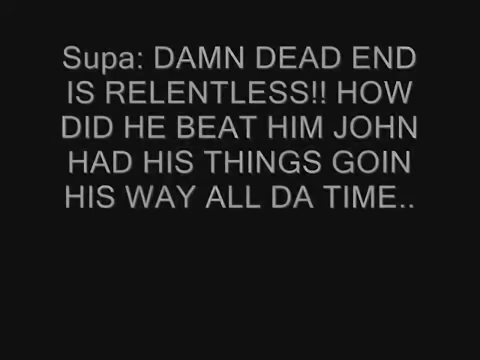 Supa: DAMN DEAD END
IS RELENTLESS!! HOW
DID HE BEAT HIM JOHN
HAD HIS THINGS GOIN
HIS WAY ALL DA TIME..